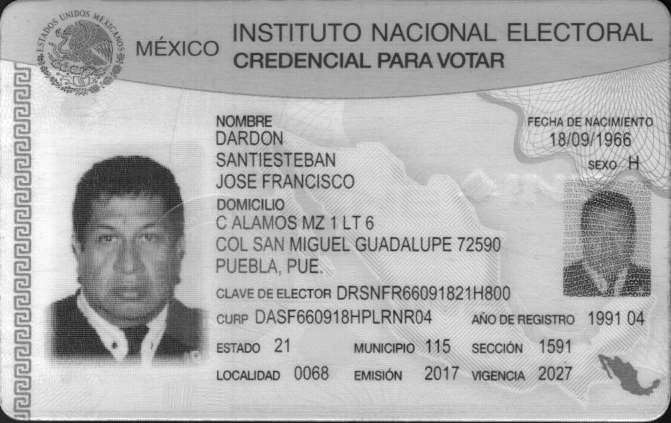 ESTADOS UNIDOS MEXICANOS
MÉXICO INSTITUTO NACIONAL ELECTORAL
CREDENCIAL PARA VOTAR
NOMBRE
DARDON
SANTIESTEBAN
JOSE FRANCISCO
FECHA DE NACIMIENTO
18/09/1966
SEXO H
DOMICILIO
C ALAMOS MZ 1 LT 6
COL SAN MIGUEL GUADALUPE 72590
PUEBLA, PUE.
CLAVE DE ELECTOR DRSNFR66091821H800
CURP DASF660918HPLRNR04 AÑO DE REGISTRO 1991 04
ESTADO 21 MUNICIPIO 115 SECCIÓN 1591
LOCALIDAD 0068 EMISIÓN 2017 VIGENCIA 2027